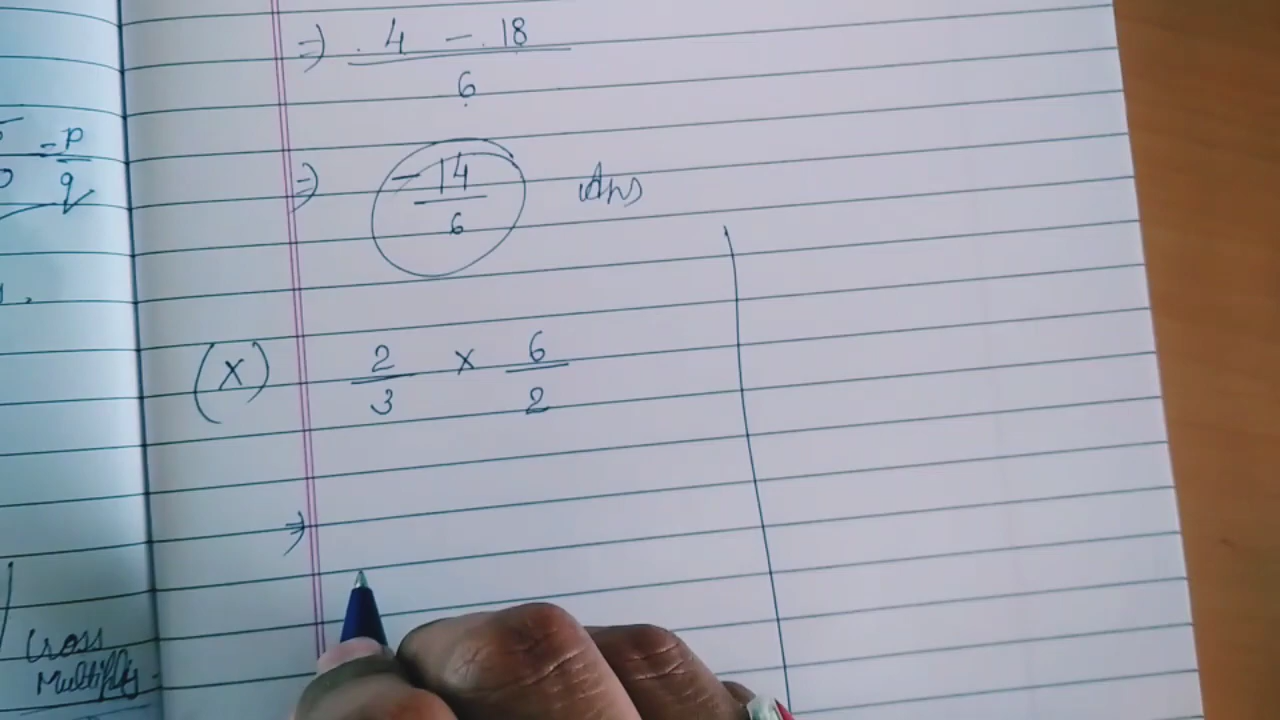 ⇒ 4 - 18
6
⇒ -14
6 Ans
(X) 2/3 × 6/2
⇒
= p
q
Cross
Multiply